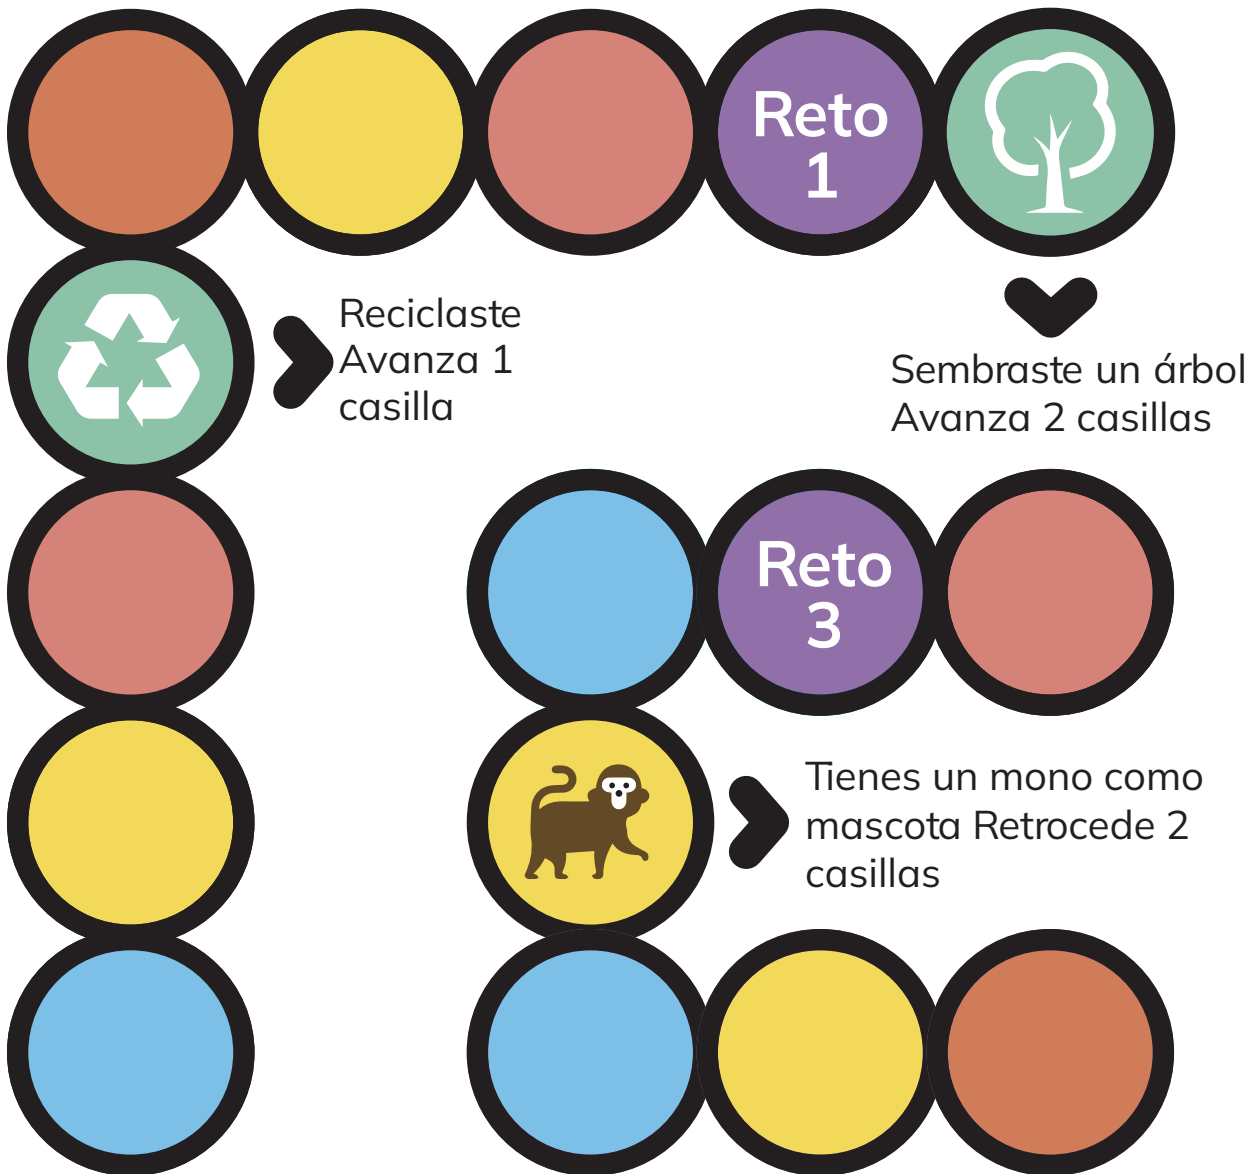 Reto
1
Reciclaste
Avanza 1
casilla
Sembraste un árbol
Avanza 2 casillas
Reto
3
Tienes un mono como
mascota Retrocede 2
casillas